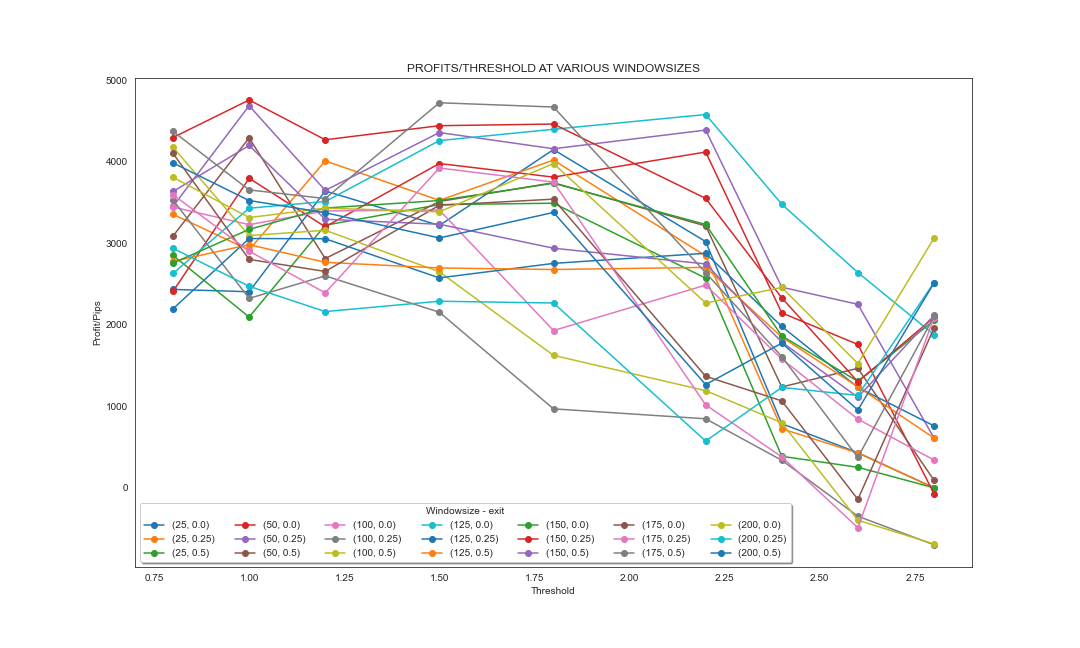 PROFITS/THRESHOLD AT VARIOUS WINDOWSIZES
5000
4000
3000
2000
1000
0
Profit/Pips
Windowsize - exit
(25, 0.0) (50, 0.0) (100, 0.0) (125, 0.0) (150, 0.0) (175, 0.0) (200, 0.0)
(25, 0.25) (50, 0.25) (100, 0.25) (125, 0.25) (150, 0.25) (175, 0.25) (200, 0.25)
(25, 0.5) (50, 0.5) (100, 0.5) (125, 0.5) (150, 0.5) (175, 0.5) (200, 0.5)
0.75 1.00 1.25 1.50 1.75 2.00 2.25 2.50 2.75
Threshold